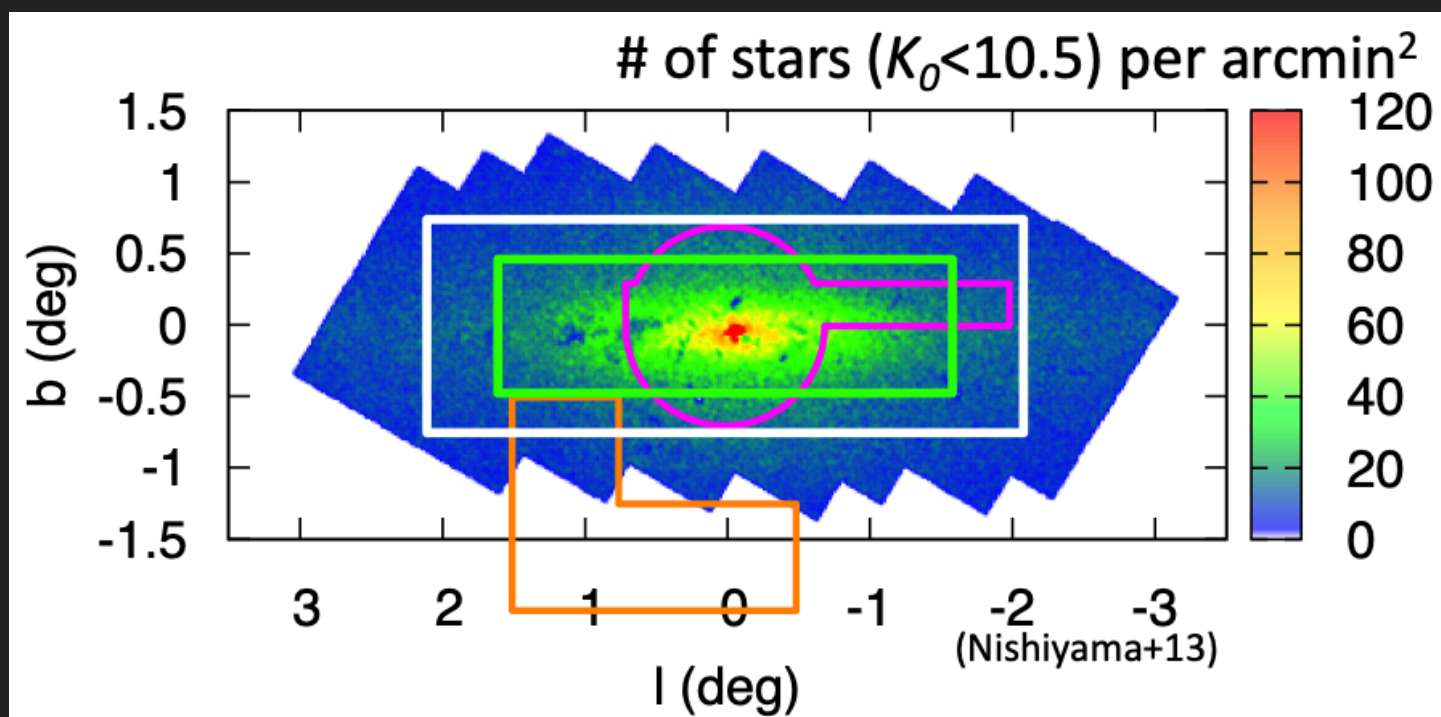 # of stars (K₀<10.5) per arcmin²
1.5
1
0.5
0
-0.5
-1
-1.5
b (deg)
120
100
80
60
40
20
0
3 2 1 0 -1 -2 -3
(Nishiyama+13)
l (deg)